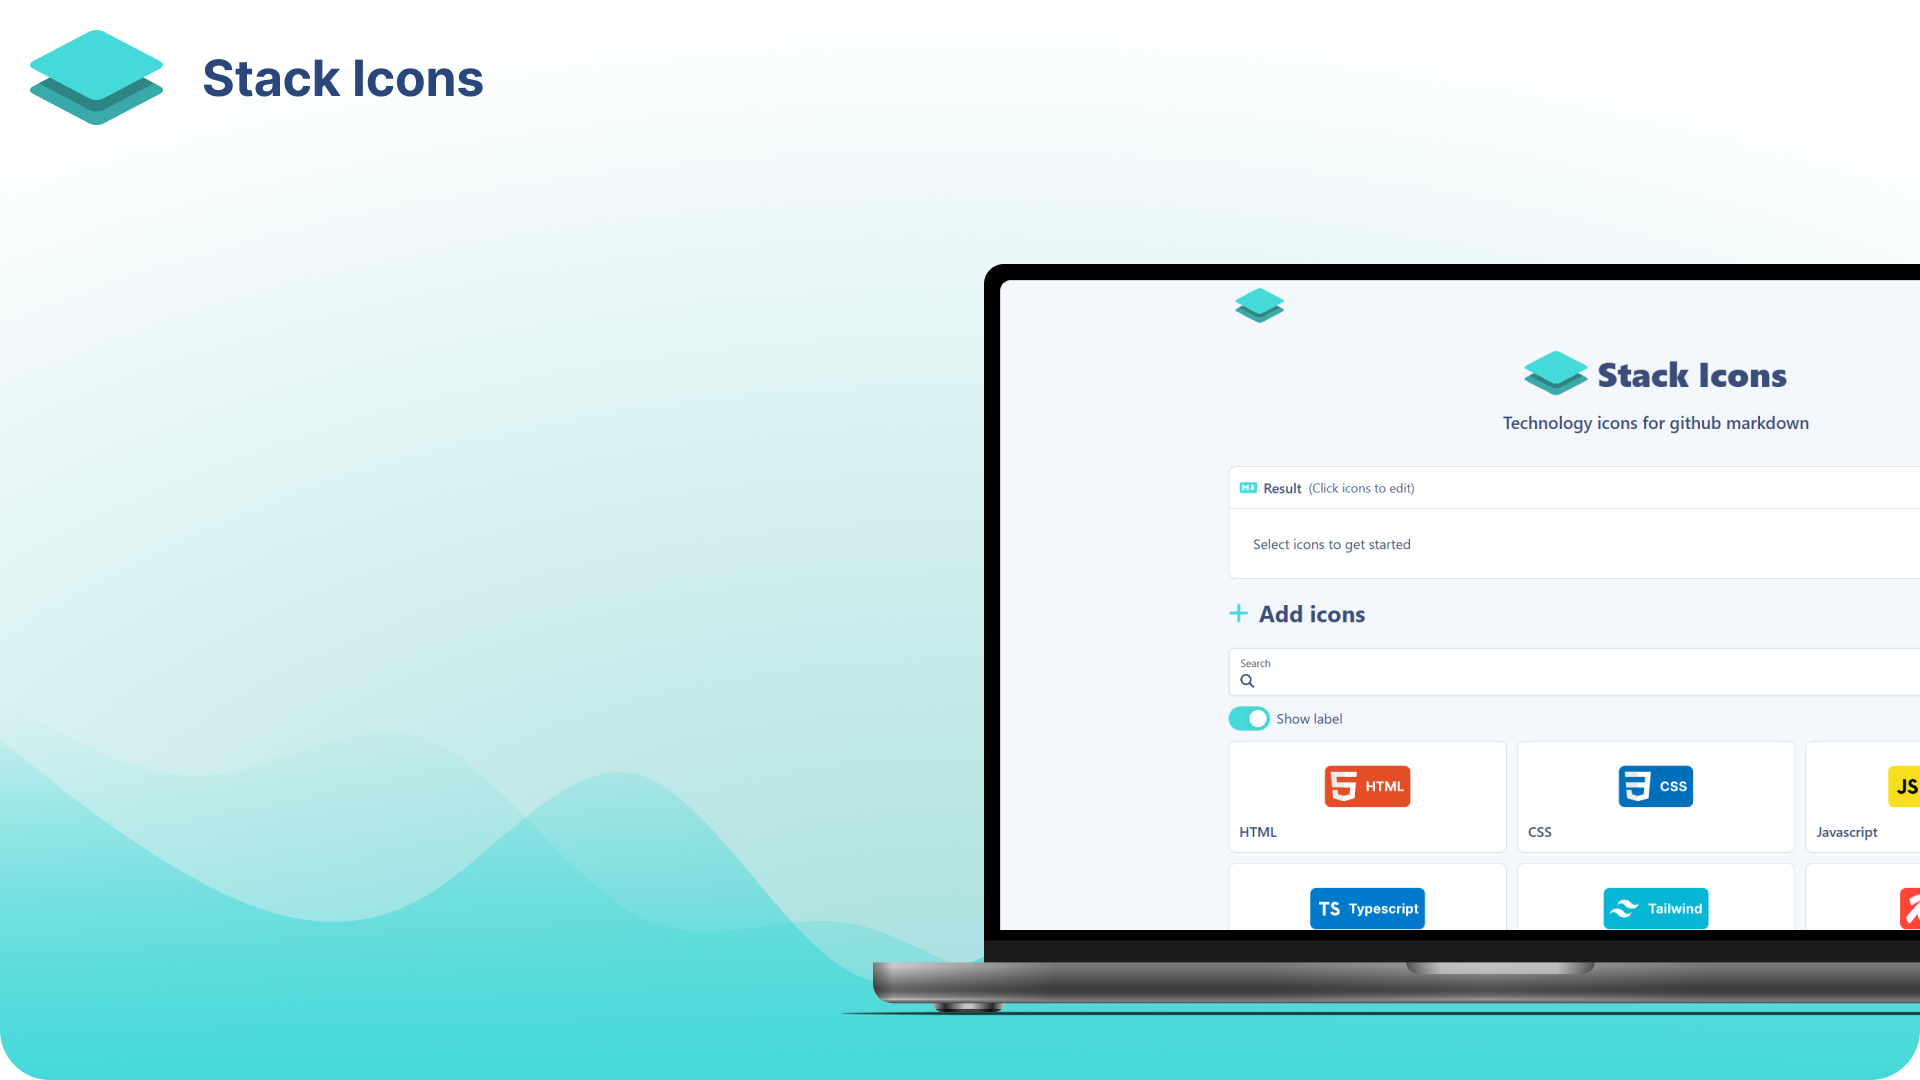 Stack Icons
Stack Icons
Technology icons for github markdown
Result (Click icons to edit)
Select icons to get started
+ Add icons
Search
Show label
HTML
CSS
JS
HTML
CSS
Javascript
TS Typescript
Tailwind